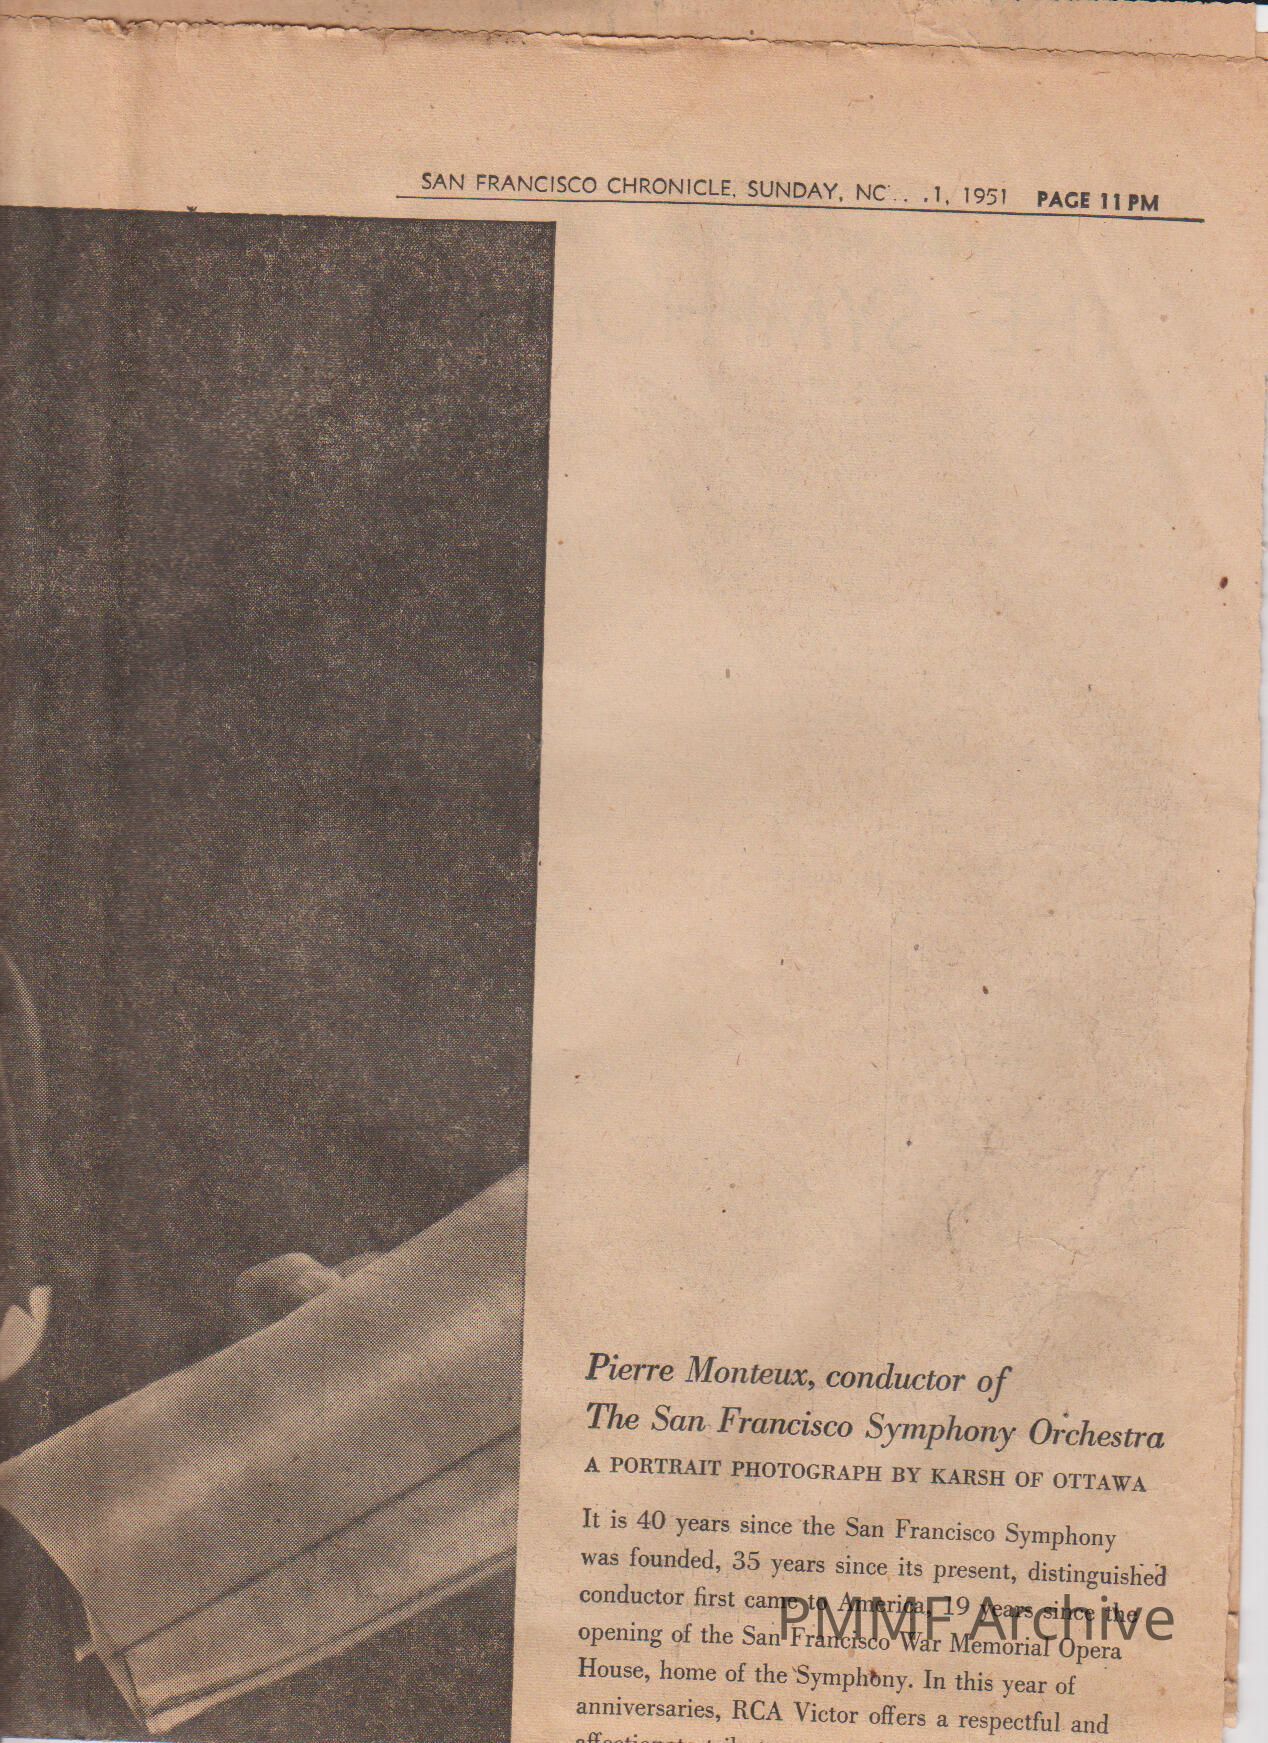 SAN FRANCISCO CHRONICLE, SUNDAY, 1, 1951 PAGE 11 PM
Pierre Monteux, conductor of
The San Francisco Symphony Orchestra
A PORTRAIT PHOTOGRAPH BY KARSH OF OTTAWA
It is 40 years since the San Francisco Symphony
was founded, 35 years since its present, distinguished
conductor first came to America, 19 years since the
opening of the San Francisco War Memorial Opera
House, home of the Symphony. In this year of
anniversaries, RCA Victor offers a respectful and
PMMF Archive